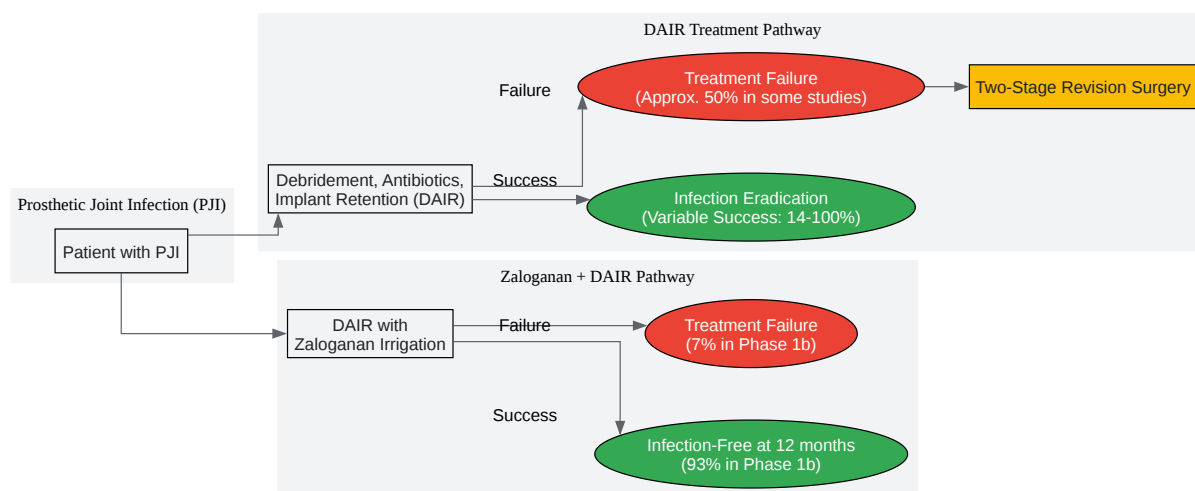 DAIR Treatment Pathway
Failure
Treatment Failure
(Approx. 50% in some studies)
Two-Stage Revision Surgery
Debridement, Antibiotics,
Implant Retention (DAIR)
Success
Infection Eradication
(Variable Success: 14-100%)
Prosthetic Joint Infection (PJI)
Patient with PJI
Zaloganan + DAIR Pathway
DAIR with
Zaloganan Irrigation
Failure
Treatment Failure
(7% in Phase 1b)
Success
Infection-Free at 12 months
(93% in Phase 1b)